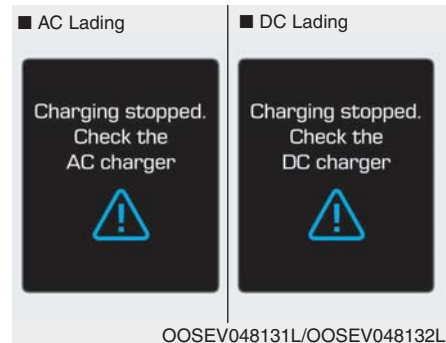 ■ AC Lading
Charging stopped.
Check the
AC charger
■ DC Lading
Charging stopped.
Check the
DC charger
OOSEV048131L/OOSEV048132L